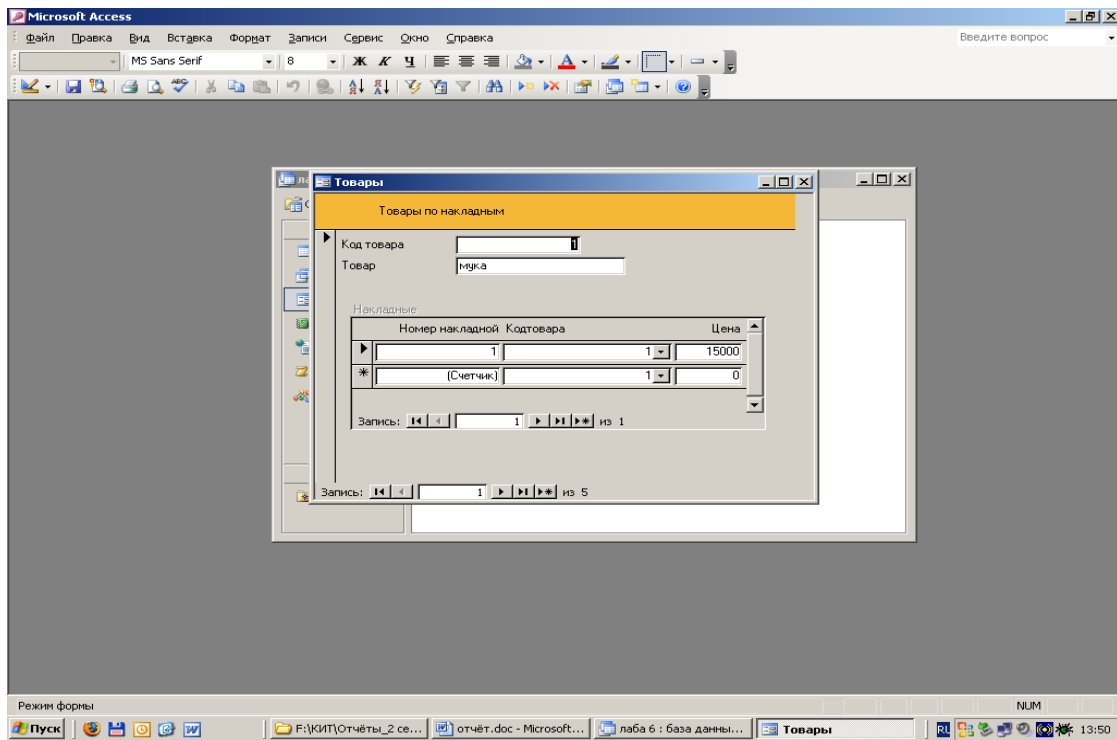 Microsoft Access
Файл Правка Вид Вставка Формат Записи Сервис Окно Справка Введите вопрос
MS Sans Serif 8 Ж К Ч
Товары
Товары по накладным
Код товара 1
Товар мука
Накладные
Номер накладной Кодтовара Цена
1 1 15000
(Счетчик) 1 0
Запись: 1 из 1
Запись: 1 из 5
Режим формы NUM
Пуск F:\КИТ\Отчёты_2 се... отчёт.doc - Microsoft... лаба 6 : база данны... Товары RL 13:50